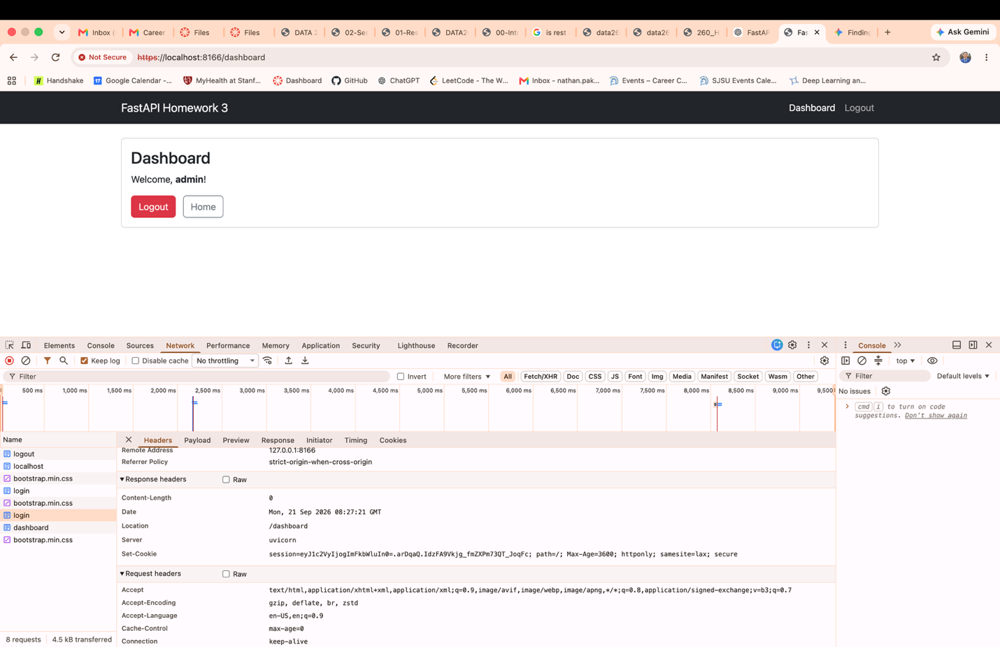 Inbox (
Career
Files
Files
DATA 2
02-Ses
01-Res
DATA2
00-Intr
is rest
data26
data26
260_H
FastAP
Fas
Finding
Ask Gemini
Not Secure https://localhost:8166/dashboard
Handshake
Google Calendar -...
MyHealth at Stanf...
Dashboard
GitHub
ChatGPT
LeetCode - The W...
Inbox - nathan.pak...
Events – Career C...
SJSU Events Cale...
Deep Learning an...
FastAPI Homework 3
Dashboard Logout
Dashboard
Welcome, admin!
Logout Home
Elements Console Sources Network Performance Memory Application Security Lighthouse Recorder
Keep log Disable cache No throttling
Filter Invert More filters All Fetch/XHR Doc CSS JS Font Img Media Manifest Socket Wasm Other
500 ms 1,000 ms 1,500 ms 2,000 ms 2,500 ms 3,000 ms 3,500 ms 4,000 ms 4,500 ms 5,000 ms 5,500 ms 6,000 ms 6,500 ms 7,000 ms 7,500 ms 8,000 ms 8,500 ms 9,000 ms 9,500
Name
logout
localhost
bootstrap.min.css
login
bootstrap.min.css
login
dashboard
bootstrap.min.css
8 requests 4.5 kB transferred
Headers Payload Preview Response Initiator Timing Cookies
Remote Address 127.0.0.1:8166
Referrer Policy strict-origin-when-cross-origin
Response headers Raw
Content-Length 0
Date Mon, 21 Sep 2026 08:27:21 GMT
Location /dashboard
Server uvicorn
Set-Cookie session=eyJ1c2VyIjogImFkbWluIn0=.arDqaQ.IdzFA9Vkjg_fmZXPm73QT_JoqFc; path=/; Max-Age=3600; httponly; samesite=lax; secure
Request headers Raw
Accept text/html,application/xhtml+xml,application/xml;q=0.9,image/avif,image/webp,image/apng,*/*;q=0.8,application/signed-exchange;v=b3;q=0.7
Accept-Encoding gzip, deflate, br, zstd
Accept-Language en-US,en;q=0.9
Cache-Control max-age=0
Connection keep-alive
Console
top
Filter Default levels
No issues
cmd i to turn on code
suggestions. Don't show again